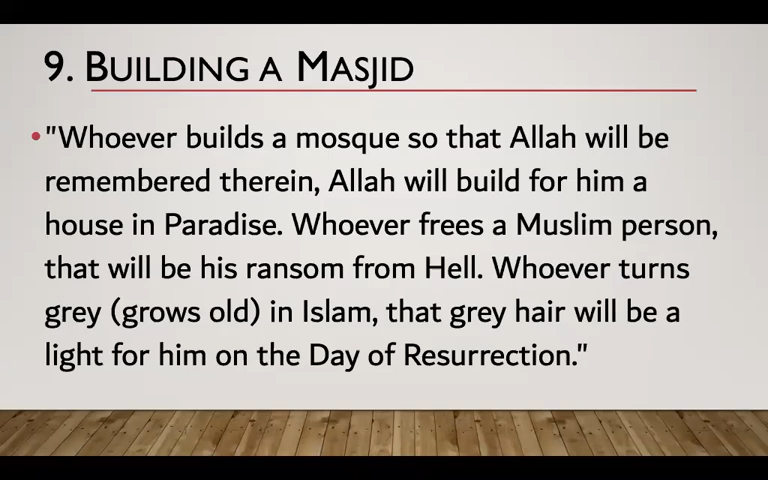 9. BUILDING A MASJID
•"Whoever builds a mosque so that Allah will be
remembered therein, Allah will build for him a
house in Paradise. Whoever frees a Muslim person,
that will be his ransom from Hell. Whoever turns
grey (grows old) in Islam, that grey hair will be a
light for him on the Day of Resurrection."